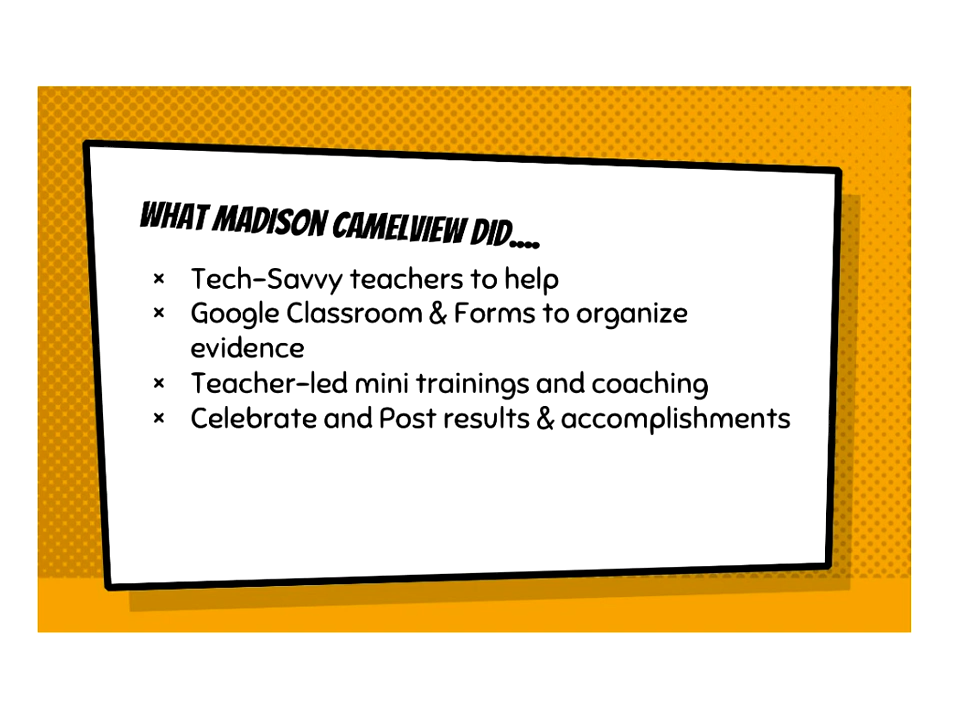 WHAT MADISON CAMELVIEW DID....
× Tech-Savvy teachers to help
× Google Classroom & Forms to organize
evidence
× Teacher-led mini trainings and coaching
× Celebrate and Post results & accomplishments